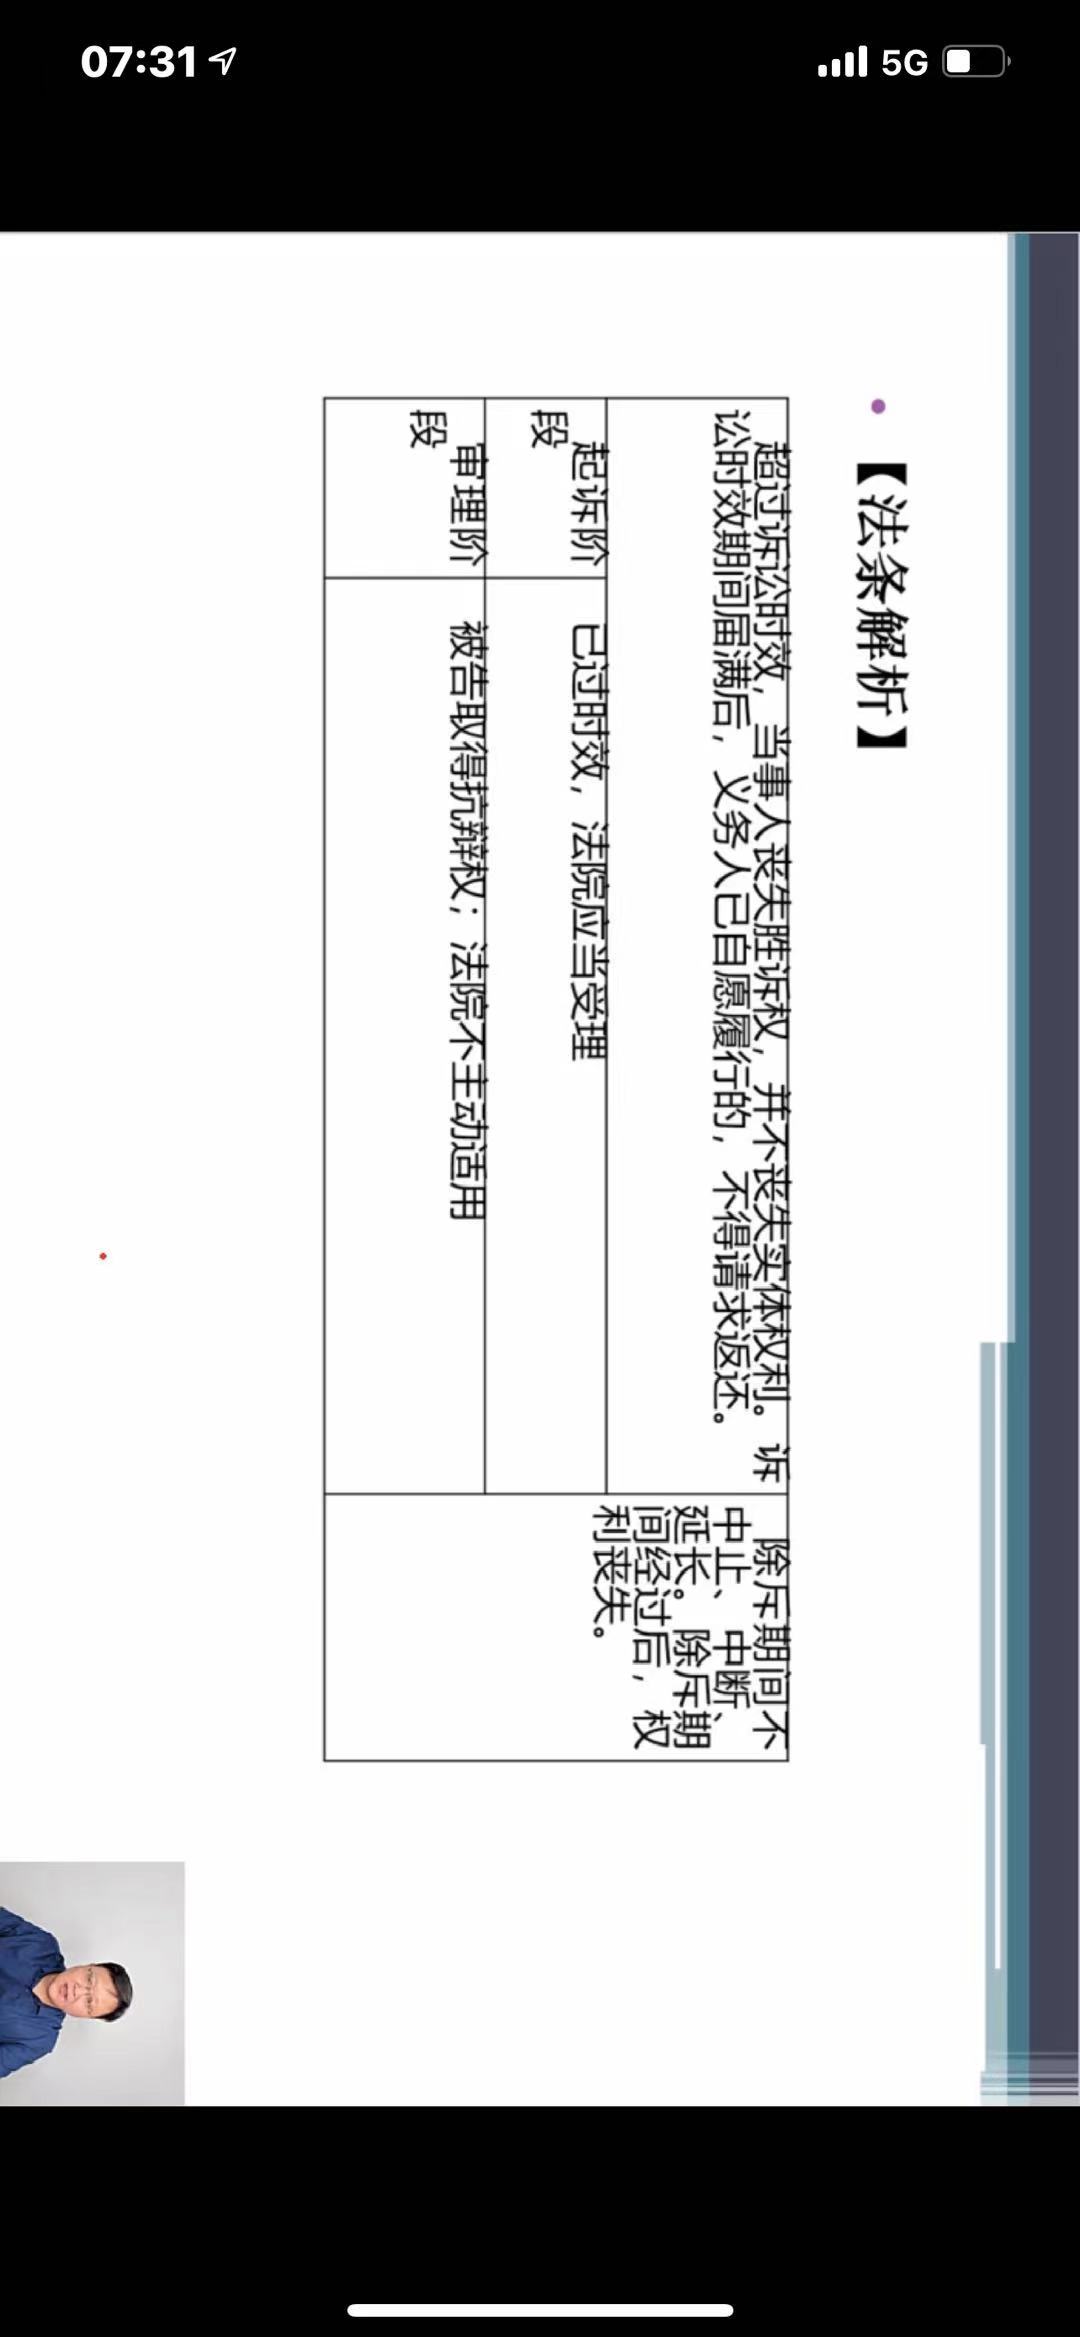 07:31
5G
【法条解析】
超过诉讼时效，当事人丧失胜诉权，并不丧失实体权利。诉
讼时效期间届满后，义务人已自愿履行的，不得请求返还。
除斥期间不
中止、中断、
延长。除斥期
间经过后，权
利丧失。
起诉阶
段
已过时效，法院应当受理
审理阶
段
被告取得抗辩权；法院不主动适用